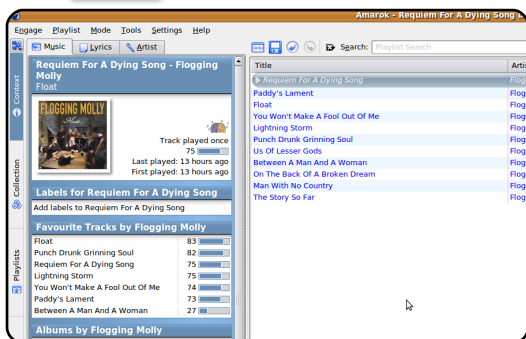 Amarok - Requiem For A Dying Song
Engage Playlist Mode Tools Settings Help
Music Lyrics Artist
Search: Playlist Search
Context
Collection
Playlists
Requiem For A Dying Song - Flogging
Molly
Float
FLOGGING MOLLY
Float
Track played once
75
Last played: 13 hours ago
First played: 13 hours ago
Labels for Requiem For A Dying Song
Add labels to Requiem For A Dying Song
Favourite Tracks by Flogging Molly
Float 83
Punch Drunk Grinning Soul 82
Requiem For A Dying Song 75
Lightning Storm 75
You Won't Make A Fool Out Of Me 74
Paddy's Lament 73
Between A Man And A Woman 27
Albums by Flogging Molly
Title Artis
Requiem For A Dying Song Flog
Paddy's Lament Flog
Float Flog
You Won't Make A Fool Out Of Me Flog
Lightning Storm Flog
Punch Drunk Grinning Soul Flog
Us Of Lesser Gods Flog
Between A Man And A Woman Flog
On The Back Of A Broken Dream Flog
Man With No Country Flog
The Story So Far Flog